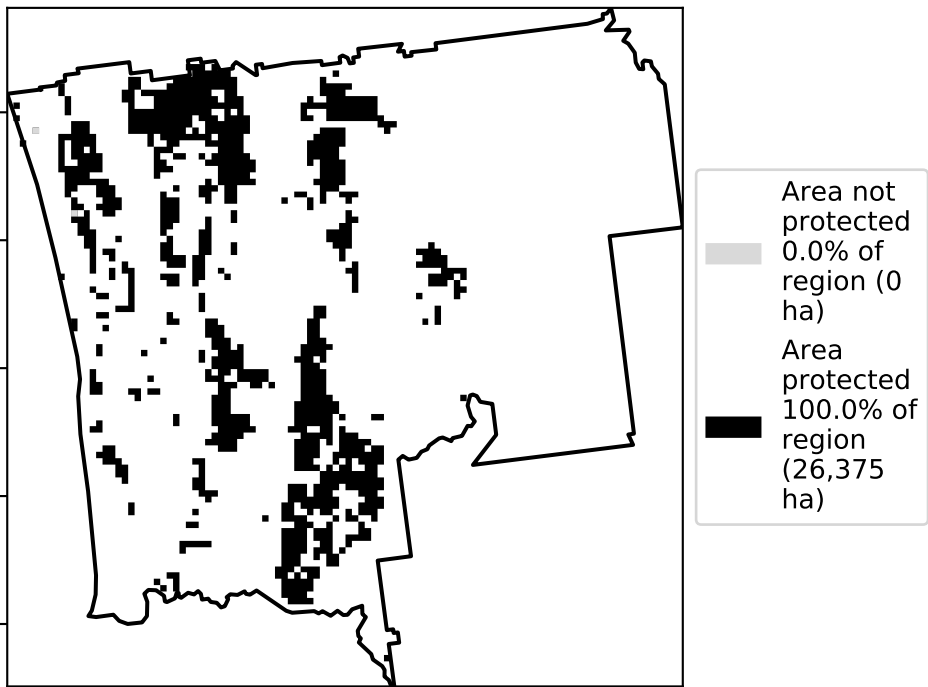 Area not
protected
0.0% of
region (0
ha)
Area
protected
100.0% of
region
(26,375
ha)